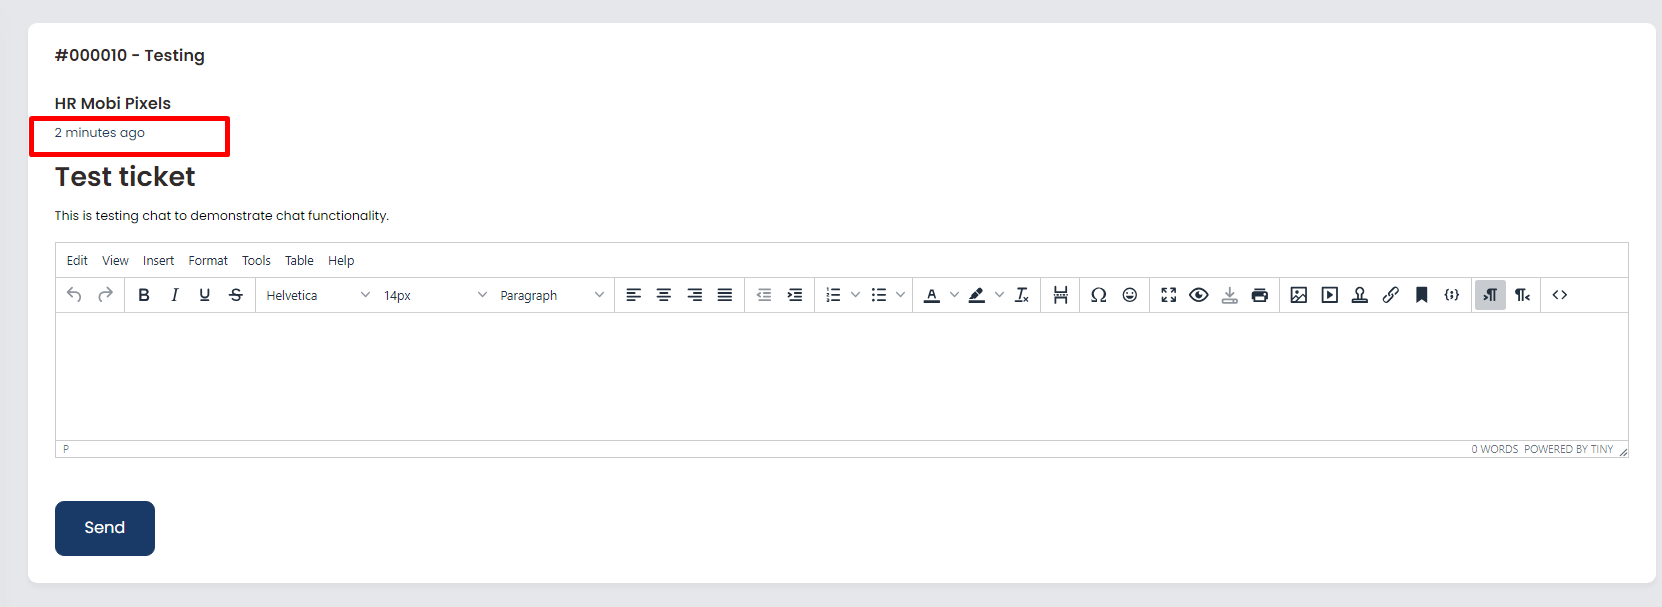 #000010 - Testing
HR Mobi Pixels
2 minutes ago
Test ticket
This is testing chat to demonstrate chat functionality.
Edit View Insert Format Tools Table Help
B I U S Helvetica 14px Paragraph
P 0 WORDS POWERED BY TINY
Send